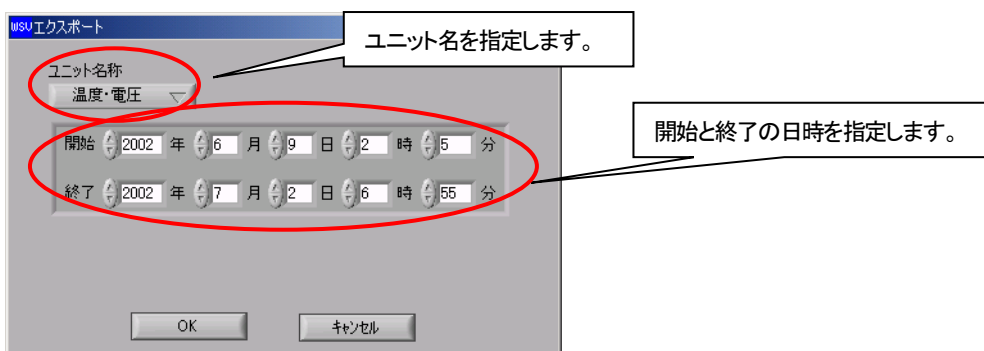 WSVエクスポート
ユニット名を指定します。
ユニット名称
温度・電圧
開始と終了の日時を指定します。
開始 2002 年 6 月 9 日 2 時 5 分
終了 2002 年 7 月 2 日 6 時 55 分
OK キャンセル